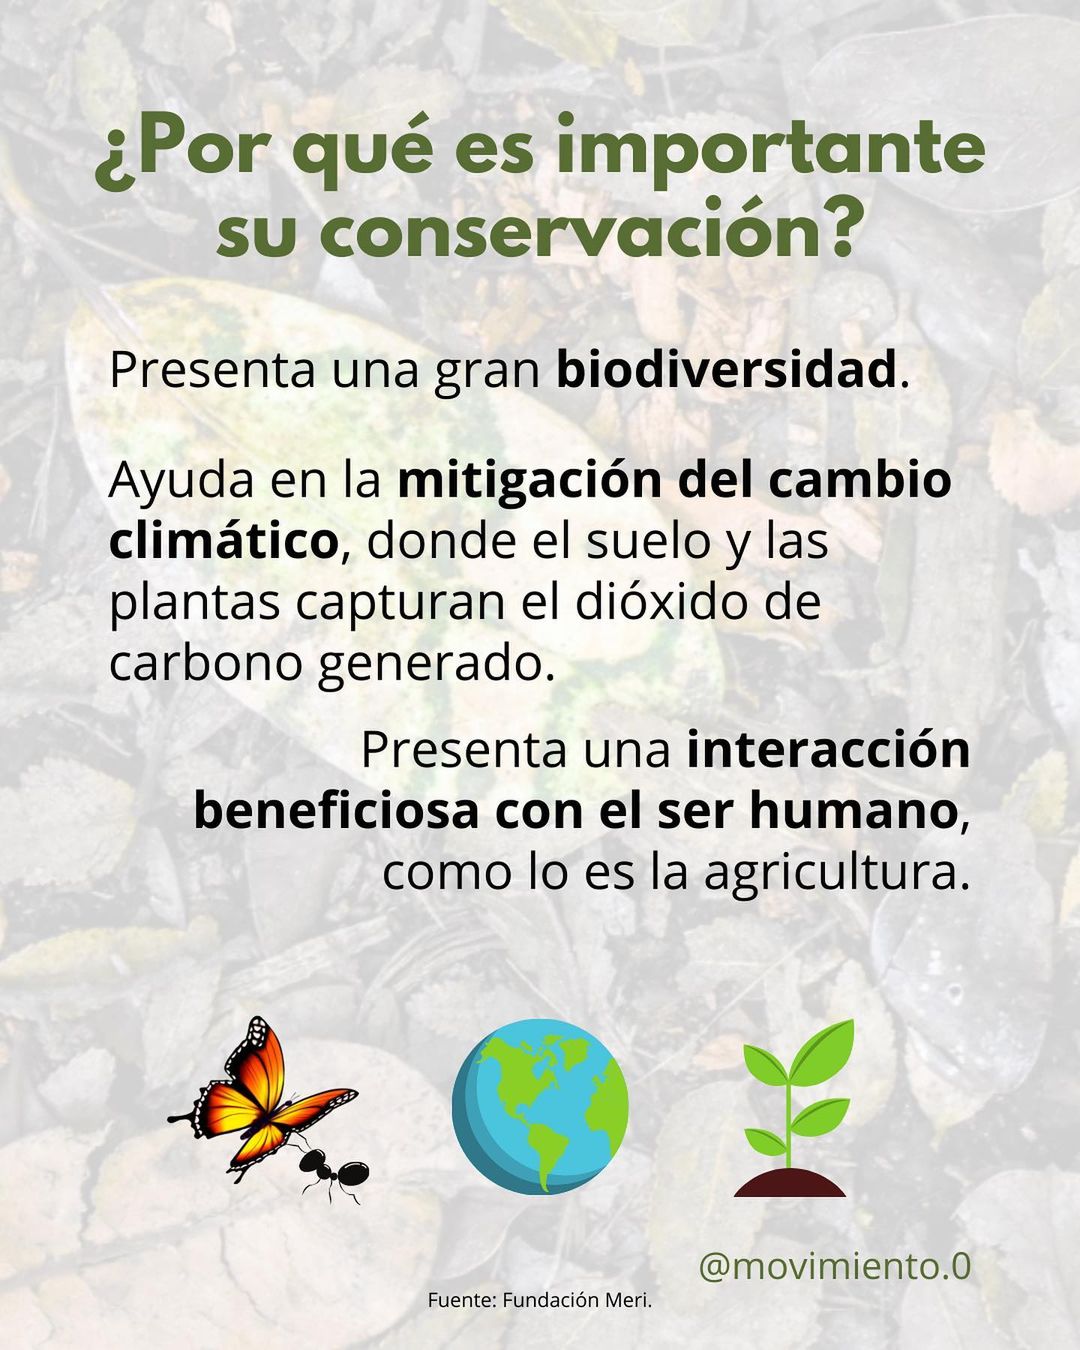 ¿Por qué es importante
su conservación?
Presenta una gran biodiversidad.
Ayuda en la mitigación del cambio
climático, donde el suelo y las
plantas capturan el dióxido de
carbono generado.
Presenta una interacción
beneficiosa con el ser humano,
como lo es la agricultura.
@movimiento.0
Fuente: Fundación Meri.